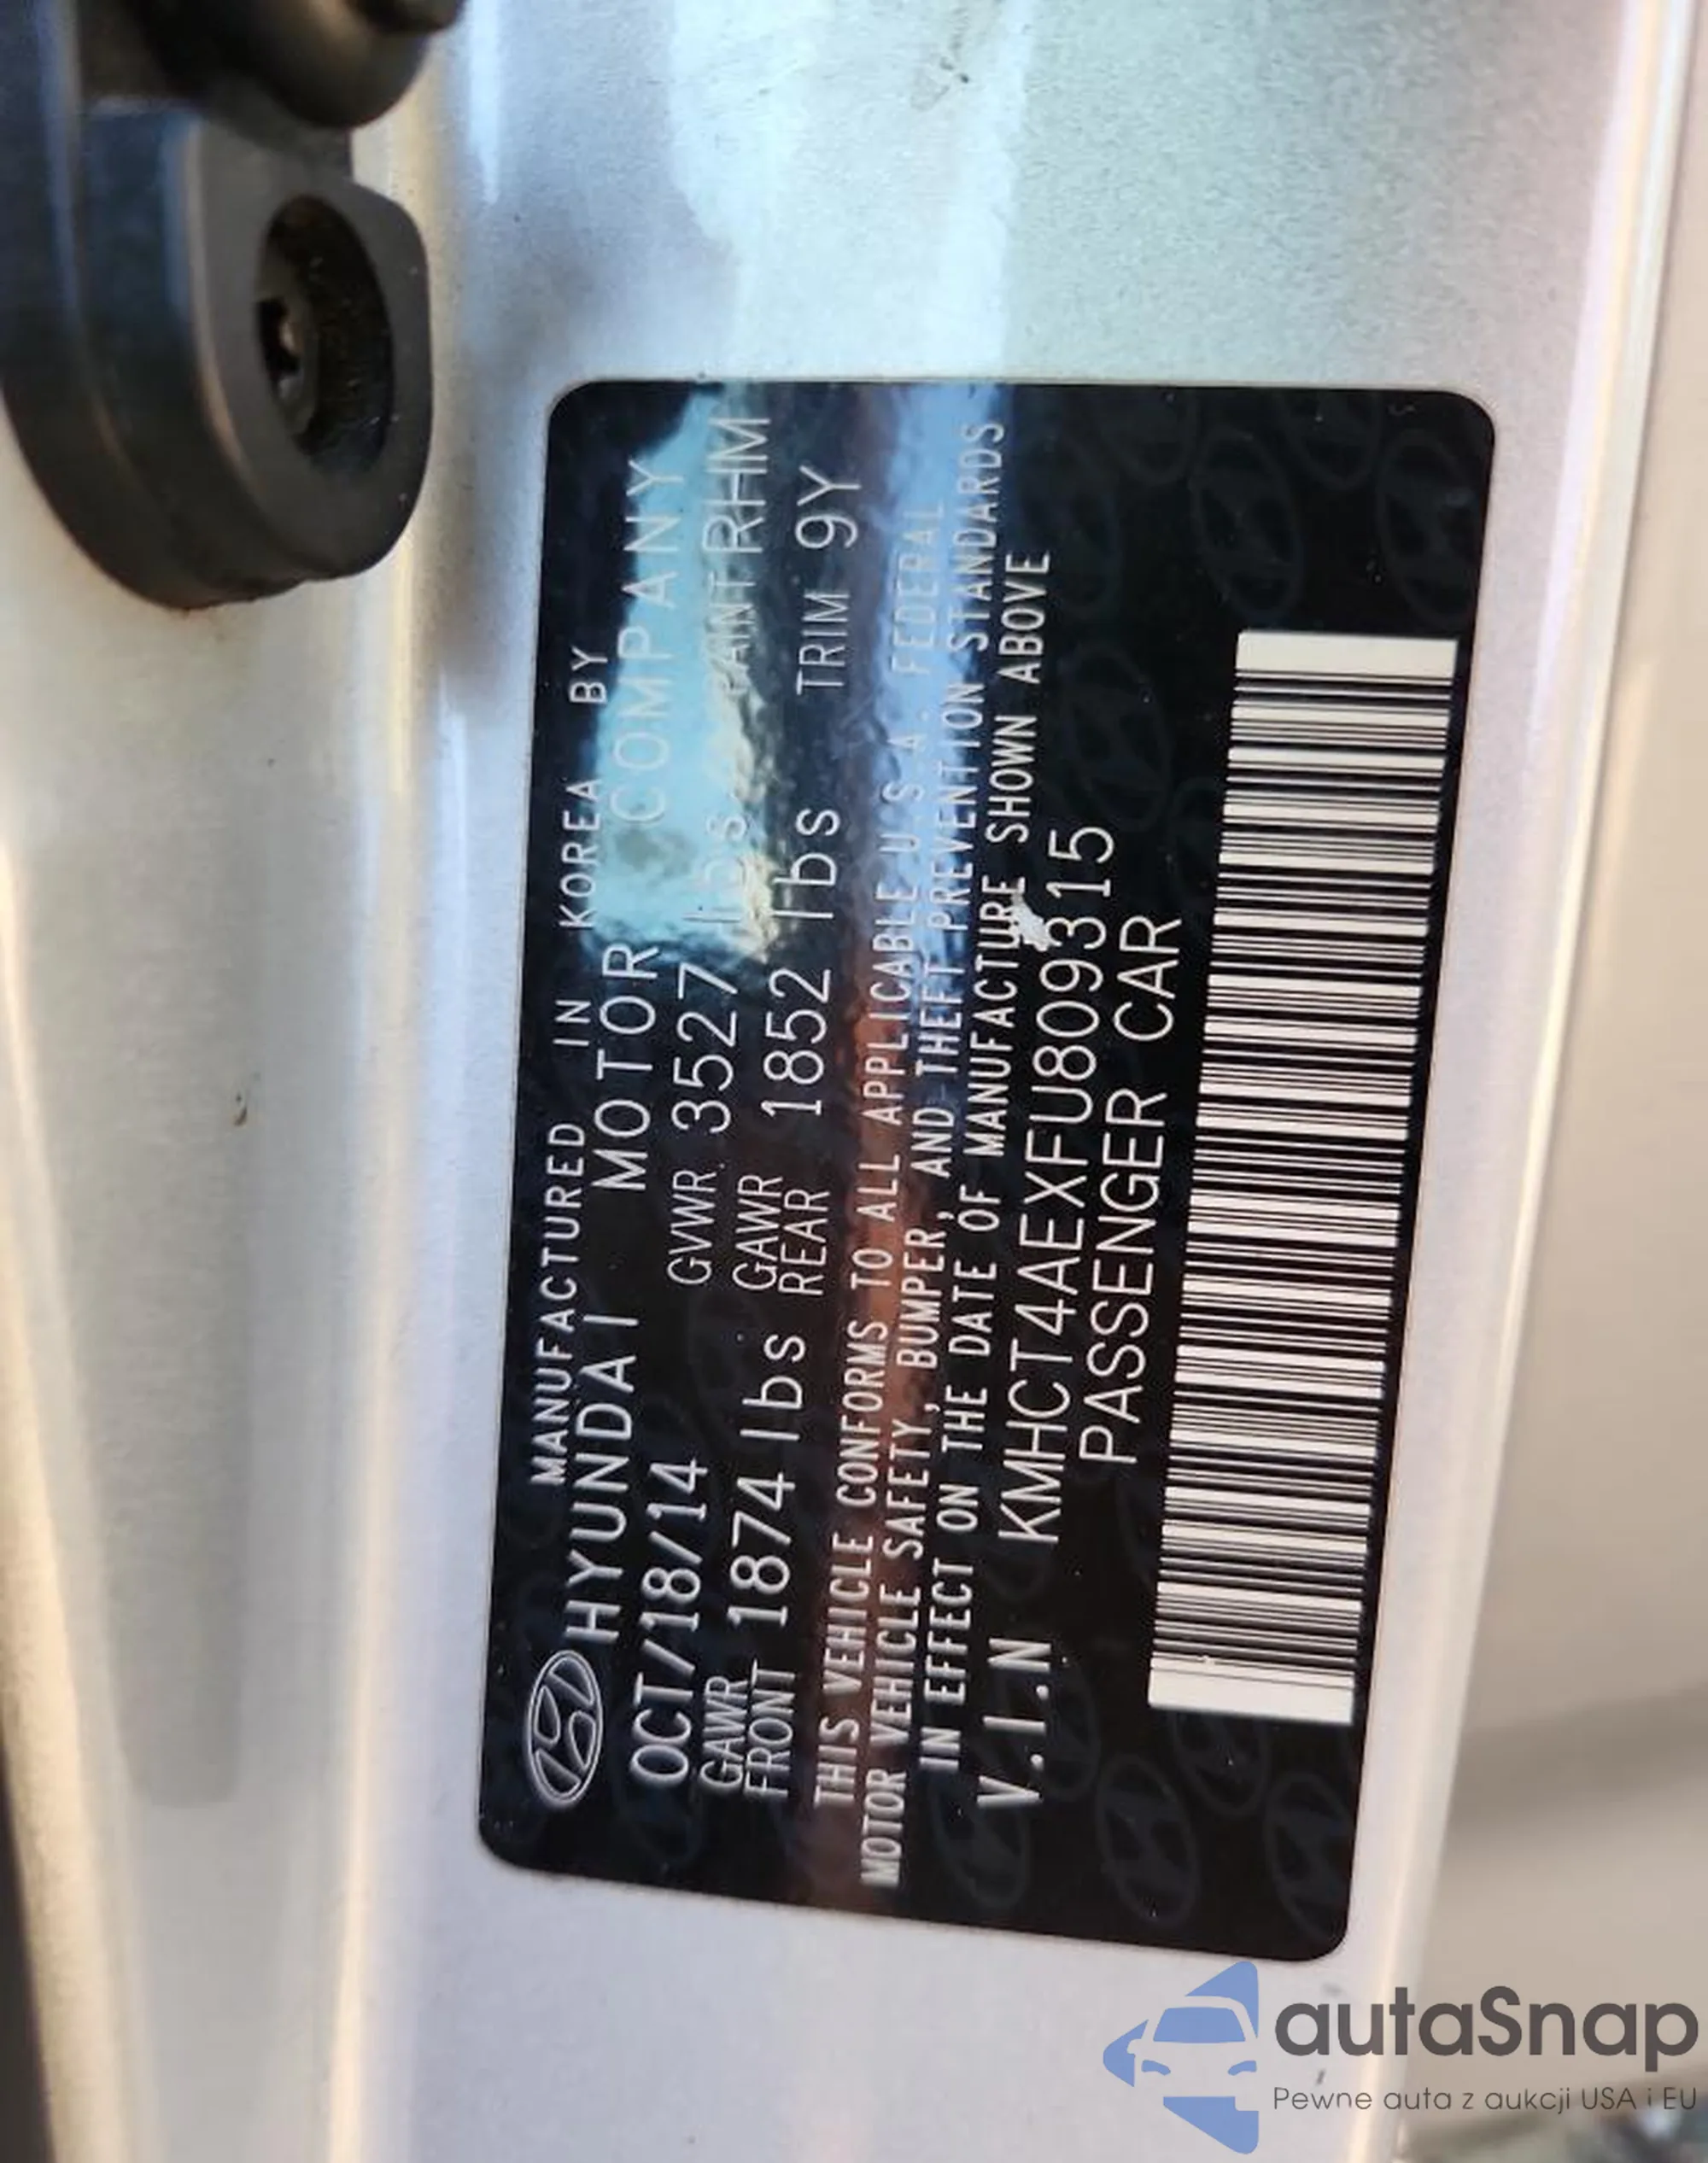 MANUFACTURED IN KOREA BY
HYUNDAI MOTOR COMPANY
OCT/18/14 GVWR 3527 lbs PAINT RHM
GAWR FRONT 1874 lbs GAWR REAR 1852 lbs TRIM 9Y
THIS VEHICLE CONFORMS TO ALL APPLICABLE U.S.A. FEDERAL
MOTOR VEHICLE SAFETY, BUMPER, AND THEFT PREVENTION STANDARDS
IN EFFECT ON THE DATE OF MANUFACTURE SHOWN ABOVE
V.I.N KMHCT4AEXFU809315
PASSENGER CAR
autaSnap
Pewne auta z aukcji USA i EU